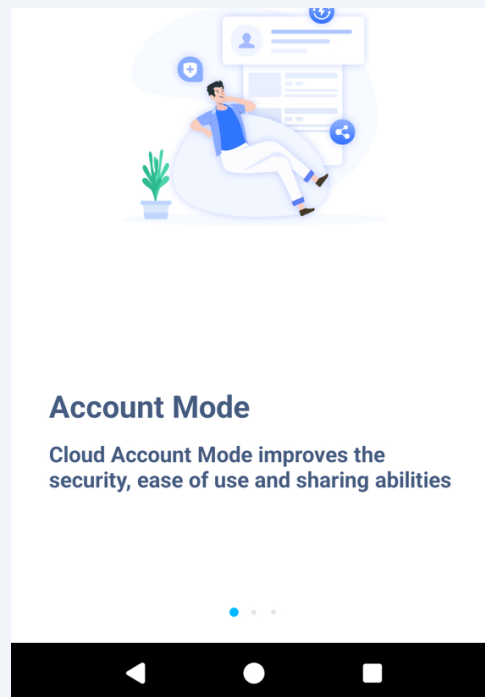 Account Mode
Cloud Account Mode improves the
security, ease of use and sharing abilities